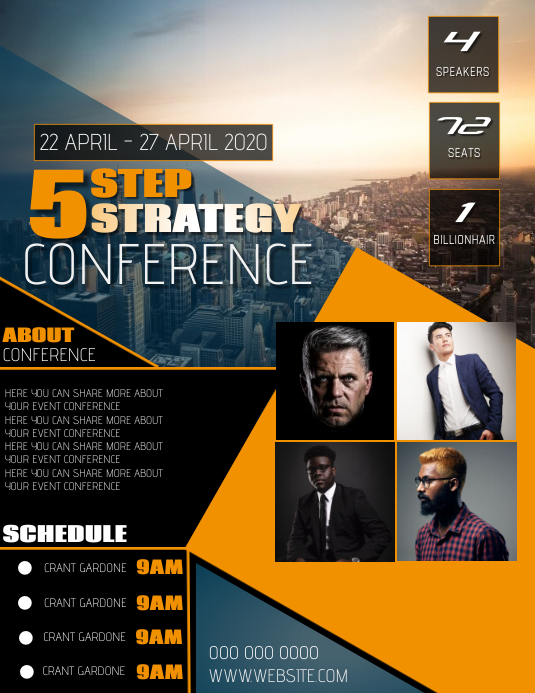 4
SPEAKERS
72
SEATS
1
BILLIONHAIR
22 APRIL - 27 APRIL 2020
5 STEP
STRATEGY
CONFERENCE
ABOUT
CONFERENCE
HERE YOU CAN SHARE MORE ABOUT
YOUR EVENT CONFERENCE
HERE YOU CAN SHARE MORE ABOUT
YOUR EVENT CONFERENCE
HERE YOU CAN SHARE MORE ABOUT
YOUR EVENT CONFERENCE
HERE YOU CAN SHARE MORE ABOUT
YOUR EVENT CONFERENCE
SCHEDULE
CRANT GARDONE 9AM
CRANT GARDONE 9AM
CRANT GARDONE 9AM
CRANT GARDONE 9AM
000 000 0000
WWW.WEBSITE.COM